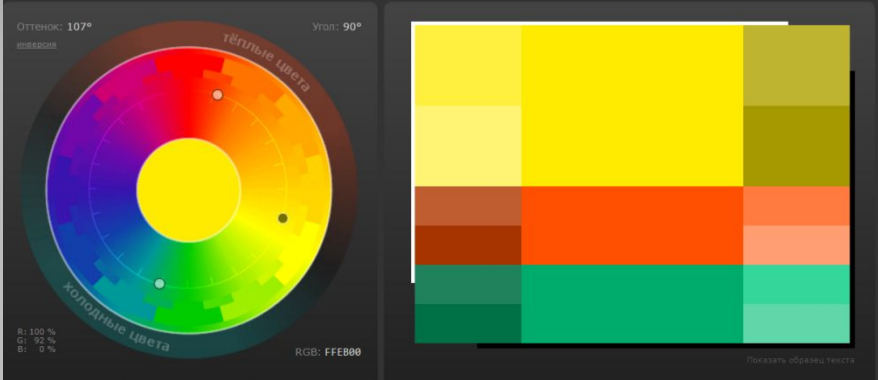 Оттенок: 107°
Угол: 90°
инверсия
тёплые цвета
холодные цвета
R: 100 %
G: 92 %
B: 0 %
RGB: FFEB00
Показать образец текста